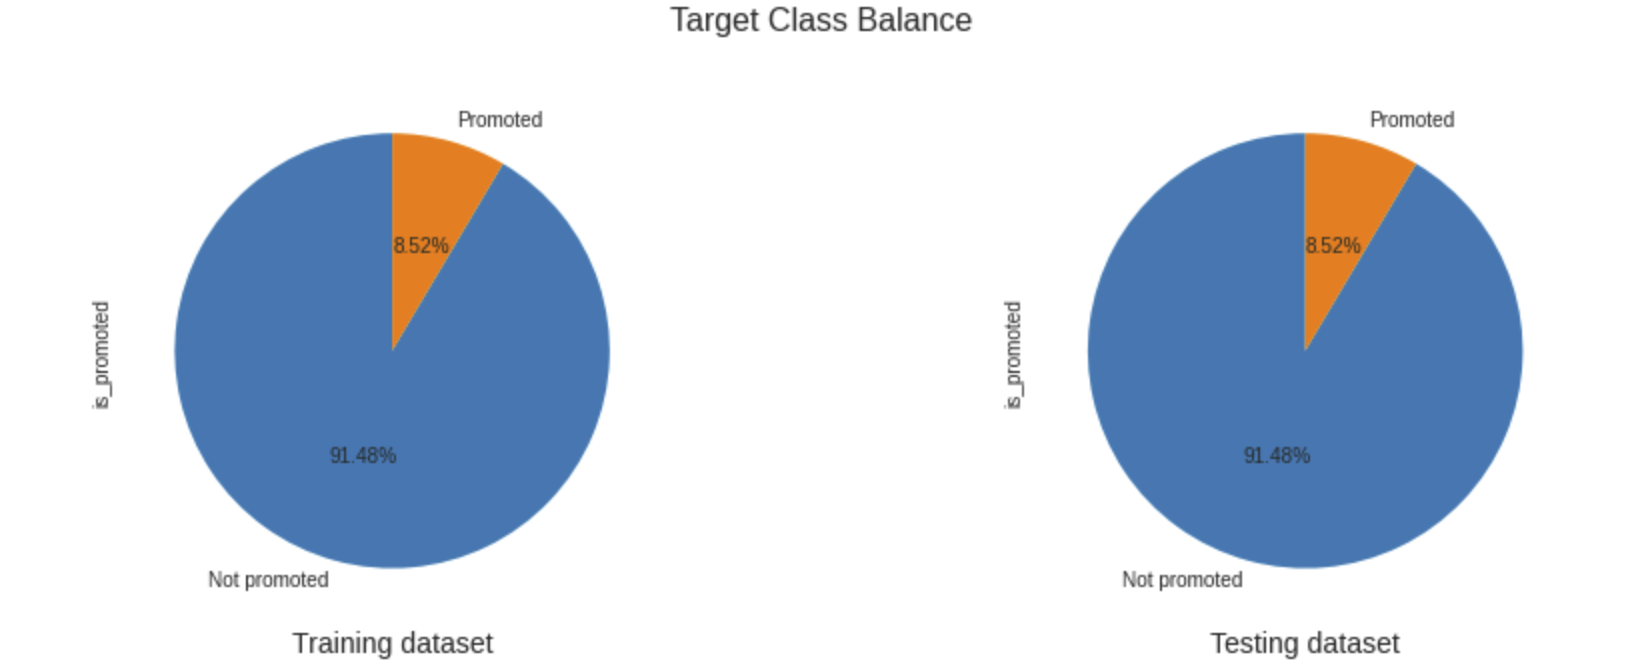 Target Class Balance
Promoted
8.52%
is_promoted
91.48%
Not promoted
Training dataset
Promoted
8.52%
is_promoted
91.48%
Not promoted
Testing dataset